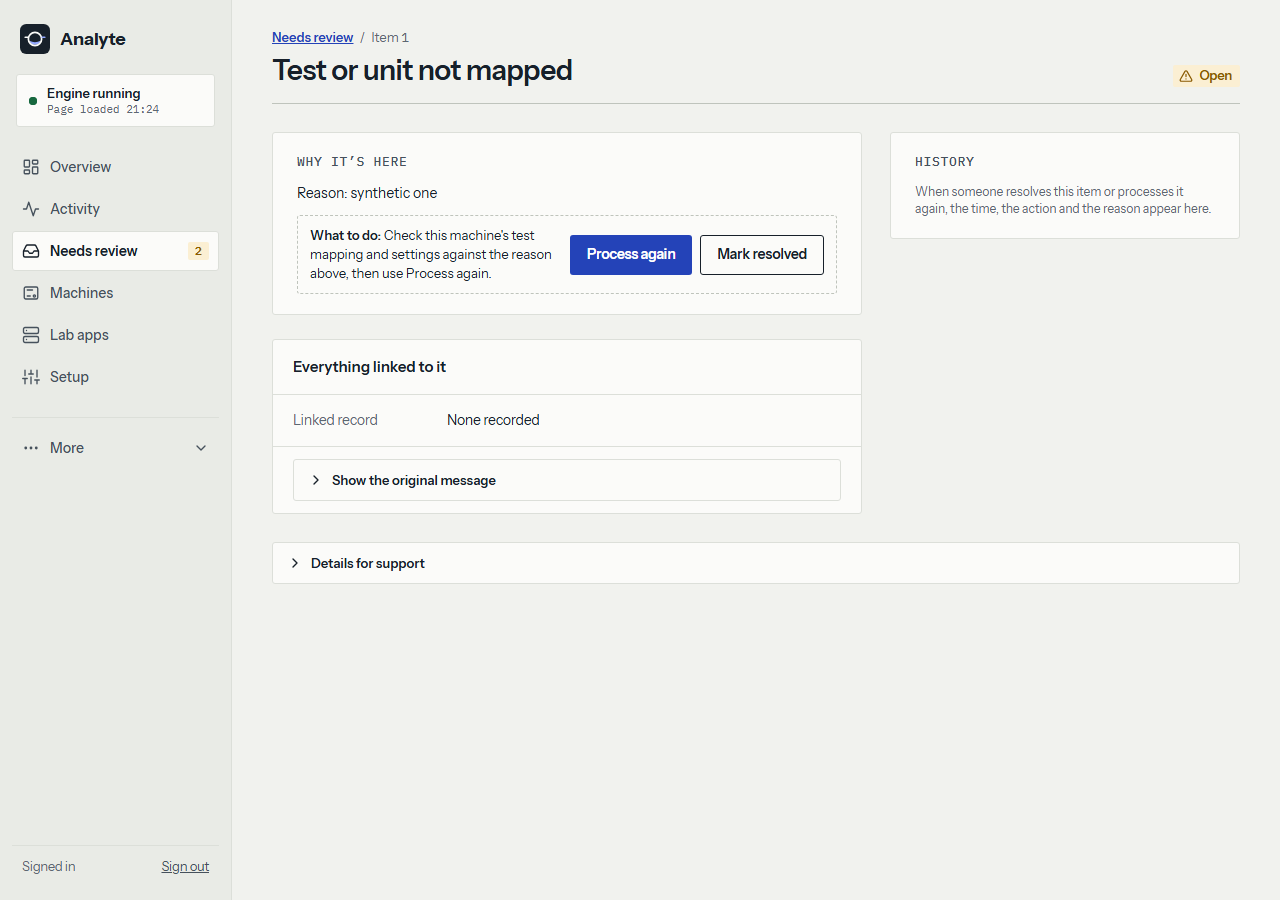 Analyte
Engine running
Page loaded 21:24
Overview
Activity
Needs review 2
Machines
Lab apps
Setup
More
Signed in Sign out
Needs review / Item 1
Test or unit not mapped
Open
WHY IT’S HERE
Reason: synthetic one
What to do: Check this machine's test
mapping and settings against the reason
above, then use Process again.
Process again
Mark resolved
Everything linked to it
Linked record None recorded
Show the original message
HISTORY
When someone resolves this item or processes it
again, the time, the action and the reason appear here.
Details for support